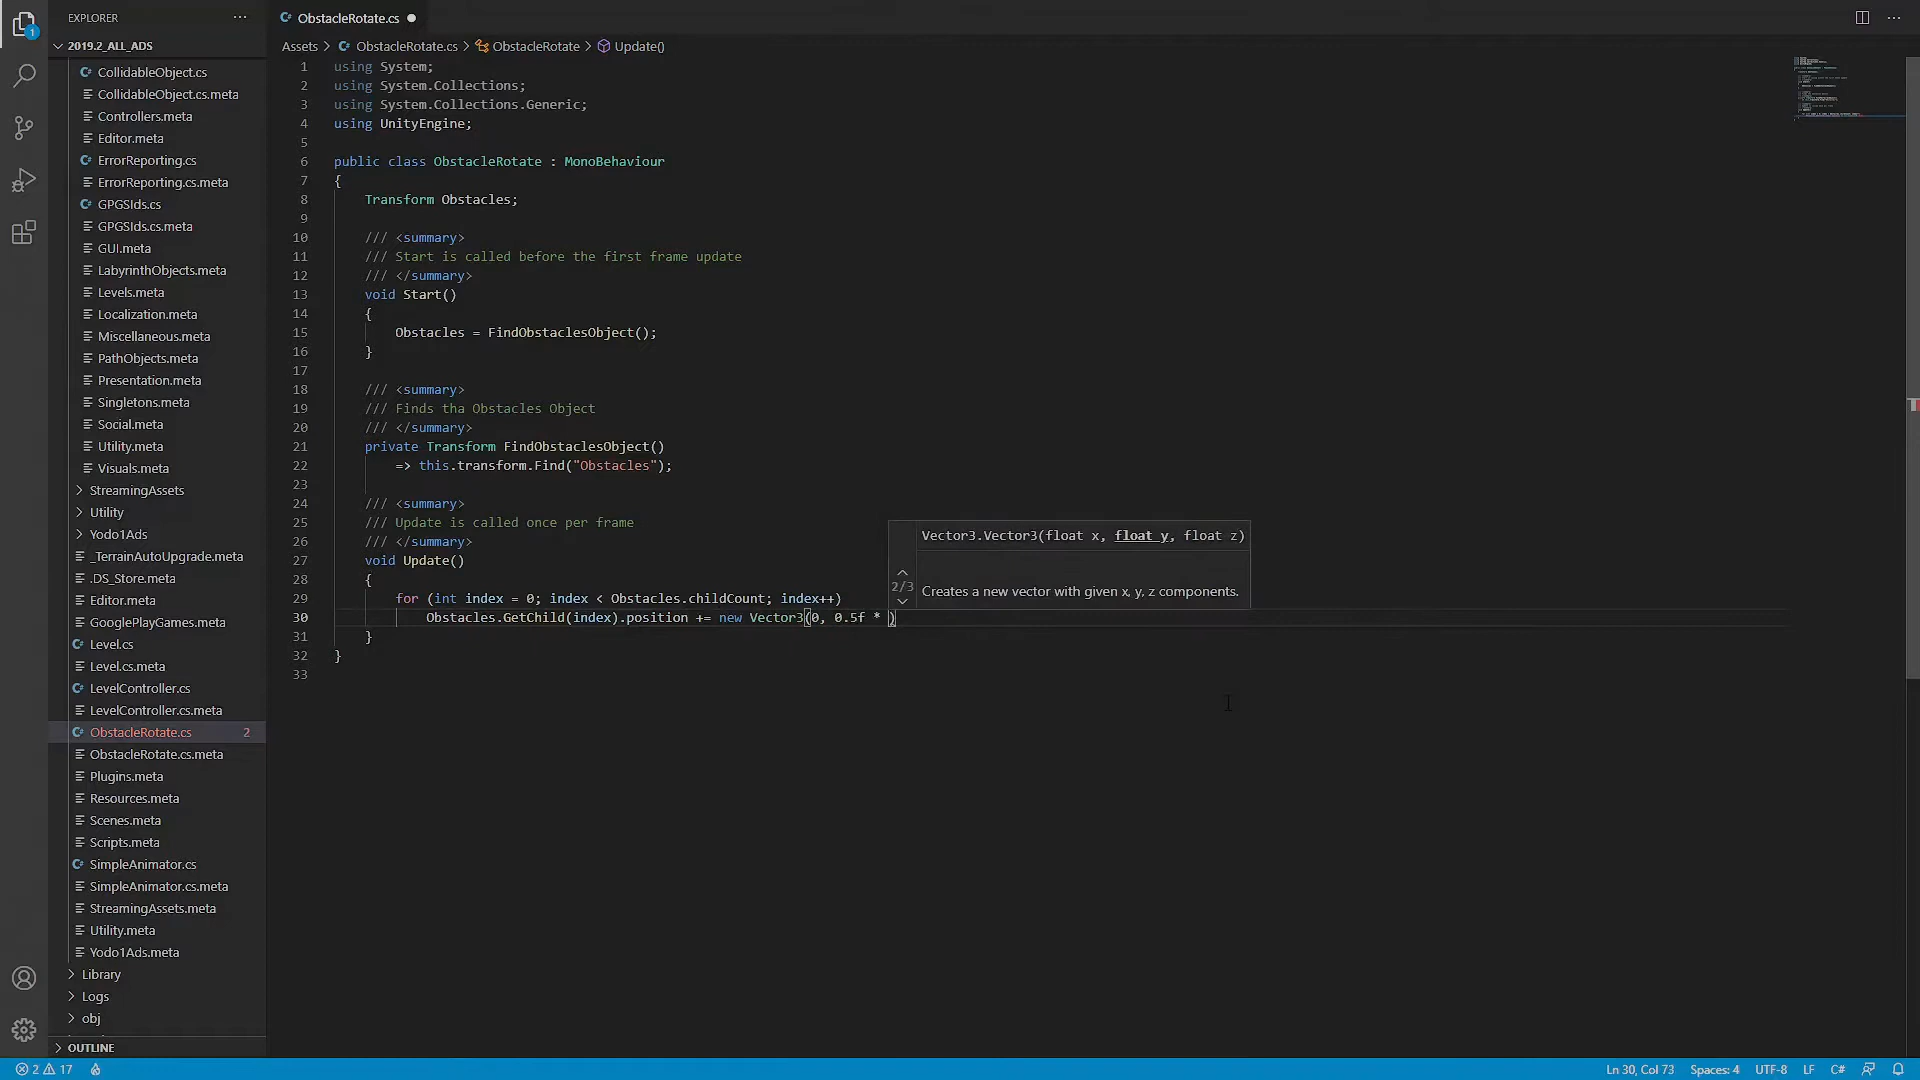 EXPLORER
ObstacleRotate.cs
2019.2_ALL_ADS
Assets > ObstacleRotate.cs > ObstacleRotate > Update()
CollidableObject.cs
CollidableObject.cs.meta
Controllers.meta
Editor.meta
ErrorReporting.cs
ErrorReporting.cs.meta
GPGSIds.cs
GPGSIds.cs.meta
GUI.meta
LabyrinthObjects.meta
Levels.meta
Localization.meta
Miscellaneous.meta
PathObjects.meta
Presentation.meta
Singletons.meta
Social.meta
Utility.meta
Visuals.meta
StreamingAssets
Utility
Yodo1Ads
_TerrainAutoUpgrade.meta
.DS_Store.meta
Editor.meta
GooglePlayGames.meta
Level.cs
Level.cs.meta
LevelController.cs
LevelController.cs.meta
ObstacleRotate.cs 2
ObstacleRotate.cs.meta
Plugins.meta
Resources.meta
Scenes.meta
Scripts.meta
SimpleAnimator.cs
SimpleAnimator.cs.meta
StreamingAssets.meta
Utility.meta
Yodo1Ads.meta
Library
Logs
obj
OUTLINE
1 using System;
2 using System.Collections;
3 using System.Collections.Generic;
4 using UnityEngine;
5
6 public class ObstacleRotate : MonoBehaviour
7 {
8 Transform Obstacles;
9
10 /// <summary>
11 /// Start is called before the first frame update
12 /// </summary>
13 void Start()
14 {
15 Obstacles = FindObstaclesObject();
16 }
17
18 /// <summary>
19 /// Finds tha Obstacles Object
20 /// </summary>
21 private Transform FindObstaclesObject()
22 => this.transform.Find("Obstacles");
23
24 /// <summary>
25 /// Update is called once per frame
26 /// </summary>
27 void Update()
28 {
29 for (int index = 0; index < Obstacles.childCount; index++)
30 Obstacles.GetChild(index).position += new Vector3(0, 0.5f * )
31 }
32 }
33
Vector3.Vector3(float x, float y, float z)
2/3
Creates a new vector with given x, y, z components.
1
2 17
Ln 30, Col 73 Spaces: 4 UTF-8 LF C#